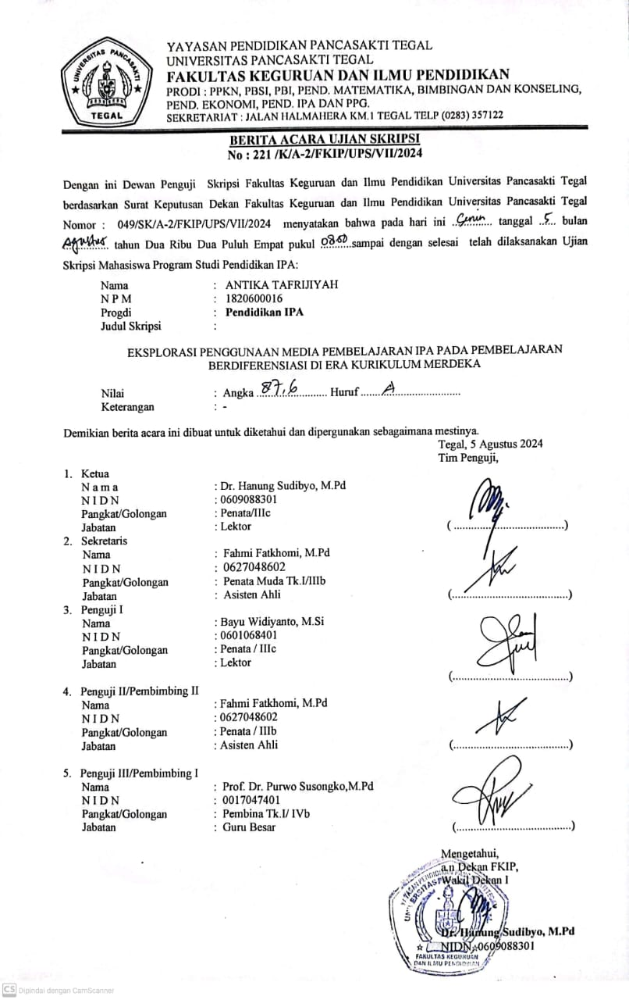 UNIVERSITAS PANCASAKTI
TEGAL
YAYASAN PENDIDIKAN PANCASAKTI TEGAL
UNIVERSITAS PANCASAKTI TEGAL
FAKULTAS KEGURUAN DAN ILMU PENDIDIKAN
PRODI : PPKN, PBSI, PBI, PEND. MATEMATIKA, BIMBINGAN DAN KONSELING,
PEND. EKONOMI, PEND. IPA DAN PPG.
SEKRETARIAT : JALAN HALMAHERA KM.1 TEGAL TELP (0283) 357122
BERITA ACARA UJIAN SKRIPSI
No : 221 /K/A-2/FKIP/UPS/VII/2024
Dengan ini Dewan Penguji Skripsi Fakultas Keguruan dan Ilmu Pendidikan Universitas Pancasakti Tegal
berdasarkan Surat Keputusan Dekan Fakultas Keguruan dan Ilmu Pendidikan Universitas Pancasakti Tegal
Nomor : 049/SK/A-2/FKIP/UPS/VII/2024 menyatakan bahwa pada hari ini Senin tanggal 5 bulan
Agustus tahun Dua Ribu Dua Puluh Empat pukul 0850 sampai dengan selesai telah dilaksanakan Ujian
Skripsi Mahasiswa Program Studi Pendidikan IPA:
Nama : ANTIKA TAFRIJIYAH
N P M : 1820600016
Progdi : Pendidikan IPA
Judul Skripsi :
EKSPLORASI PENGGUNAAN MEDIA PEMBELAJARAN IPA PADA PEMBELAJARAN
BERDIFERENSIASI DI ERA KURIKULUM MERDEKA
Nilai : Angka 87,6 Huruf A
Keterangan : -
Demikian berita acara ini dibuat untuk diketahui dan dipergunakan sebagaimana mestinya.
Tegal, 5 Agustus 2024
Tim Penguji,
1. Ketua
N a m a : Dr. Hanung Sudibyo, M.Pd
N I D N : 0609088301
Pangkat/Golongan : Penata/IIIc
Jabatan : Lektor (......................................)
2. Sekretaris
Nama : Fahmi Fatkhomi, M.Pd
N I D N : 0627048602
Pangkat/Golongan : Penata Muda Tk.I/IIIb
Jabatan : Asisten Ahli (......................................)
3. Penguji I
Nama : Bayu Widiyanto, M.Si
N I D N : 0601068401
Pangkat/Golongan : Penata / IIIc
Jabatan : Lektor
(......................................)
4. Penguji II/Pembimbing II
Nama : Fahmi Fatkhomi, M.Pd
N I D N : 0627048602
Pangkat/Golongan : Penata / IIIb
Jabatan : Asisten Ahli (......................................)
5. Penguji III/Pembimbing I
Nama : Prof. Dr. Purwo Susongko,M.Pd
N I D N : 0017047401
Pangkat/Golongan : Pembina Tk.I/ IVb
Jabatan : Guru Besar (......................................)
Mengetahui,
a.n Dekan FKIP,
Wakil Dekan I
Dr. Hanung Sudibyo, M.Pd
NIDN. 0609088301
FAKULTAS KEGURUAN
DAN ILMU PENDIDIKAN
CS Dipindai dengan CamScanner